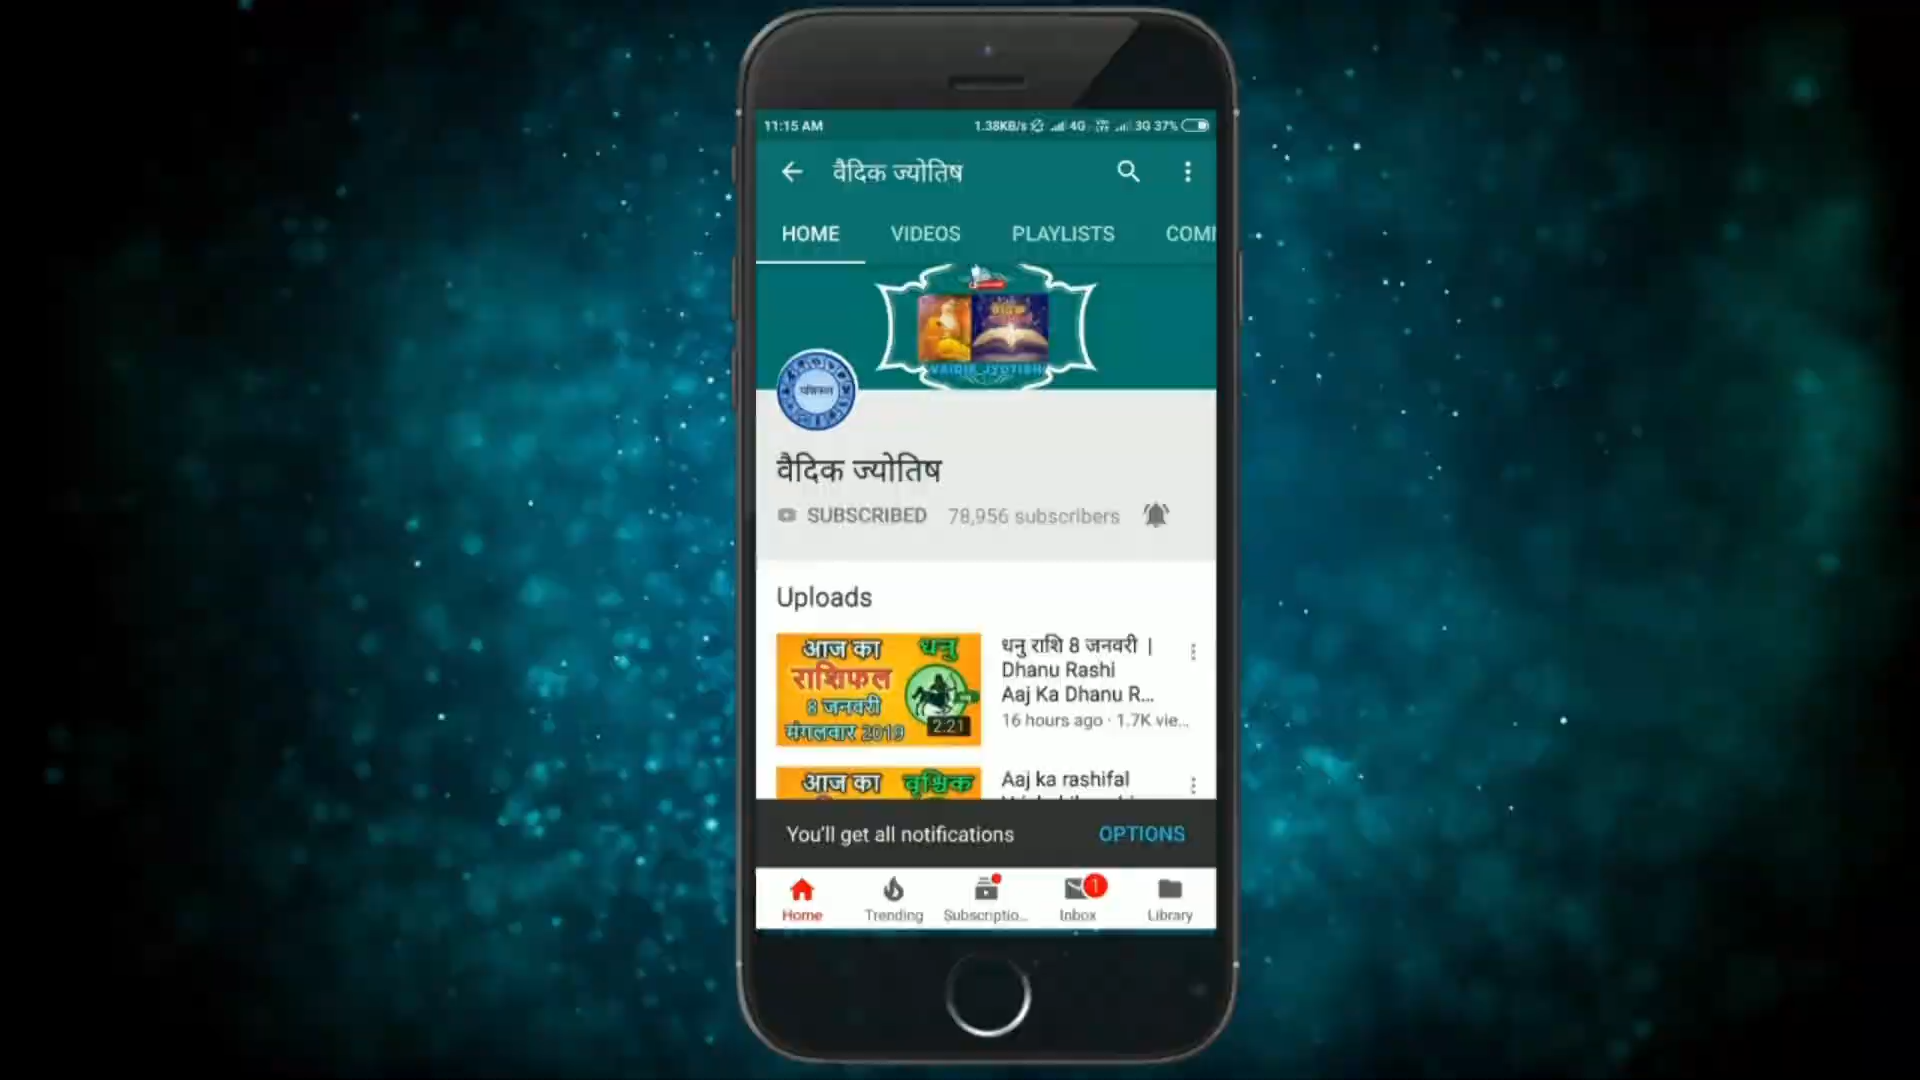 11:15 AM 1.38KB/s 4G 3G 37%
वैदिक ज्योतिष
HOME VIDEOS PLAYLISTS COMM
VAIDIK JYOTISH
राशिफल
वैदिक ज्योतिष
SUBSCRIBED 78,956 subscribers
Uploads
आज का धनु
राशिफल
8 जनवरी
मंगलवार 2019
2:21
धनु राशि 8 जनवरी |
Dhanu Rashi
Aaj Ka Dhanu R...
16 hours ago · 1.7K vie...
आज का वृश्चिक
Aaj ka rashifal
You'll get all notifications OPTIONS
1
Home Trending Subscriptio... Inbox Library